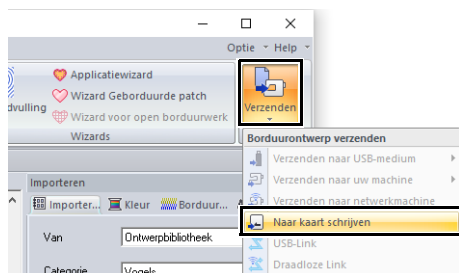 Optie Help
Applicatiewizard
Wizard Geborduurde patch
Wizard voor open borduurwerk
Wizards
Verzenden
Borduurontwerp verzenden
Verzenden naar USB-medium
Verzenden naar uw machine
Verzenden naar netwerkmachine
Naar kaart schrijven
USB-Link
Draadloze Link
Importeren
Importer... Kleur Borduur...
Van Ontwerpbibliotheek
Categorie Vogels